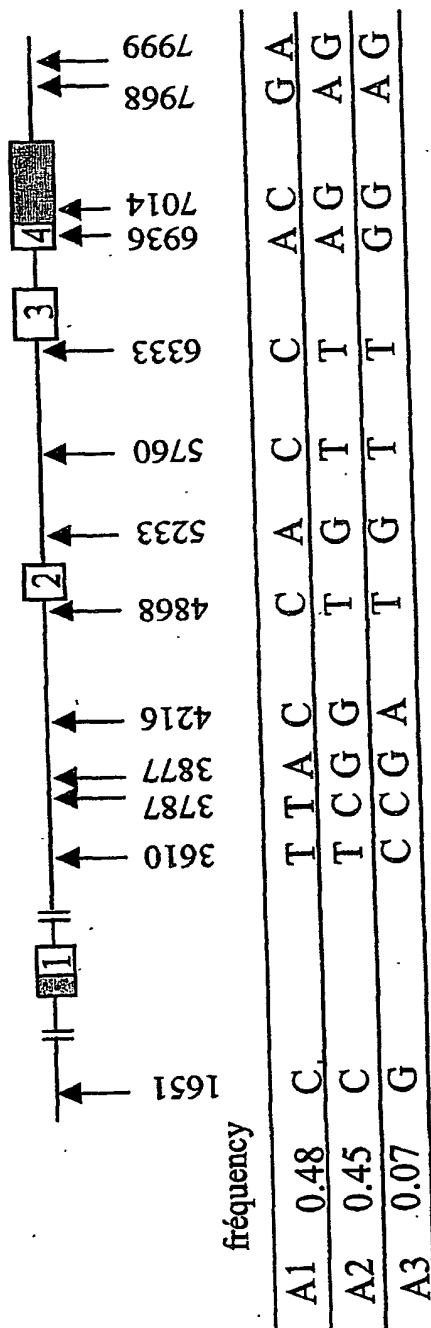 1 2 3 4
1651 3610 3787 3877 4216 4868 5233 5760 6333 6936 7014 7968 7999
fréquency
A1 0.48 C T T A C C A C C A C G A
A2 0.45 C T C G G T G T T A G A G
A3 0.07 G C C G A T G T T G G A G